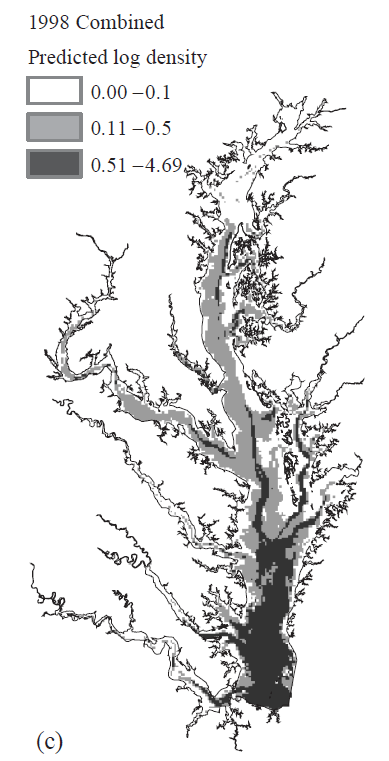 1998 Combined
Predicted log density
0.00 –0.1
0.11 –0.5
0.51 –4.69
(c)